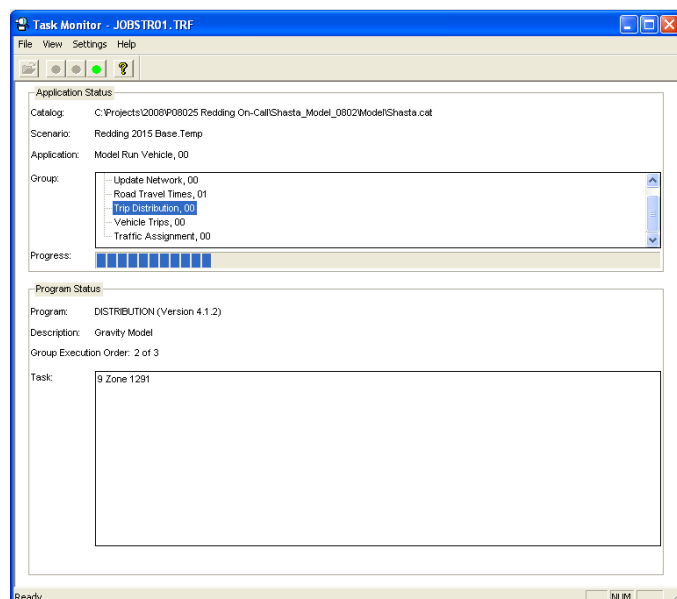 Task Monitor - JOBSTR01.TRF
File View Settings Help
Application Status
Catalog: C:\Projects\2008\P08025 Redding On-Call\Shasta_Model_0802\Model\Shasta.cat
Scenario: Redding 2015 Base.Temp
Application: Model Run Vehicle, 00
Group:
Update Network, 00
Road Travel Times, 01
Trip Distribution, 00
Vehicle Trips, 00
Traffic Assignment, 00
Progress:
Program Status
Program: DISTRIBUTION (Version 4.1.2)
Description: Gravity Model
Group Execution Order: 2 of 3
Task: 9 Zone 1291
Ready NUM